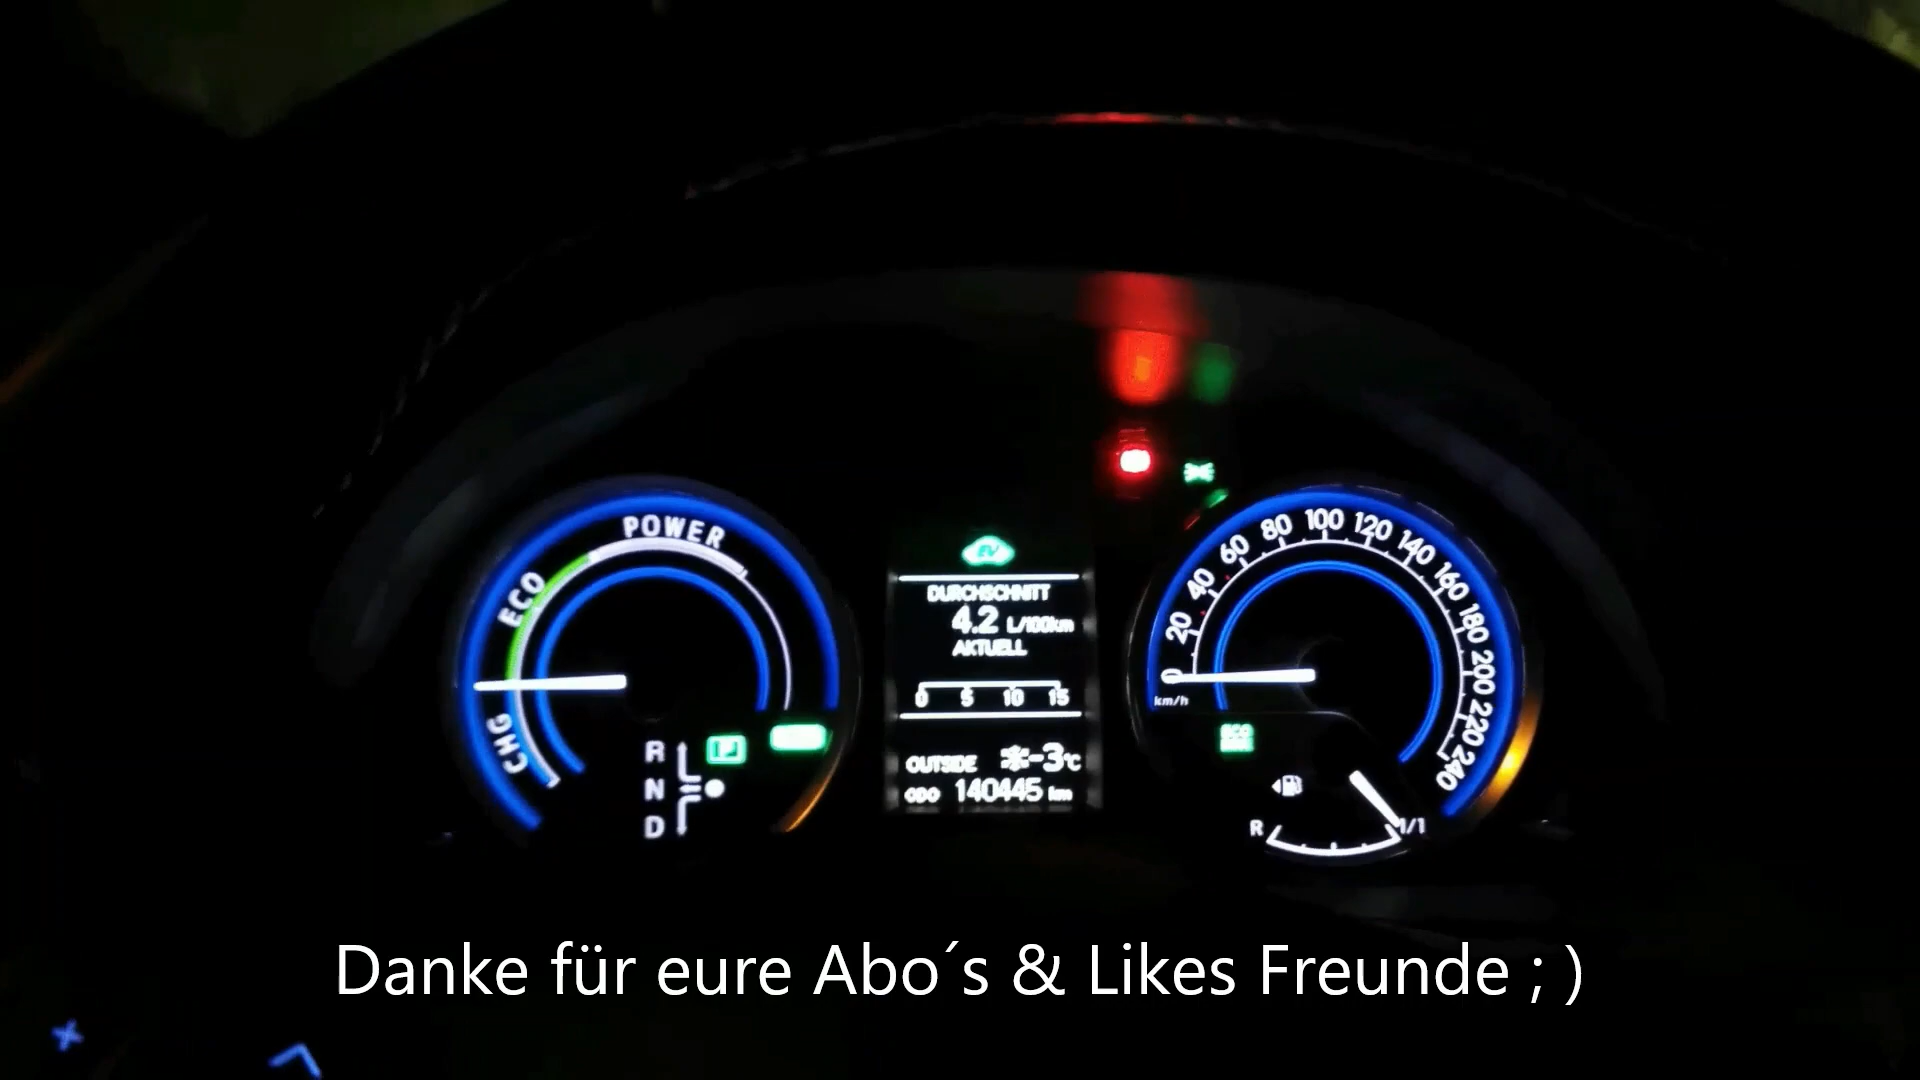 POWER
ECO
CHG
R
N
D
P
EV
DURCHSCHNITT
4.2 L/100km
AKTUELL
0 5 10 15
OUTSIDE -3°C
ODO 140445 km
0 20 40 60 80 100 120 140 160 180 200 220 240
km/h
ECO
R 1/1
Danke für eure Abo´s & Likes Freunde ; )